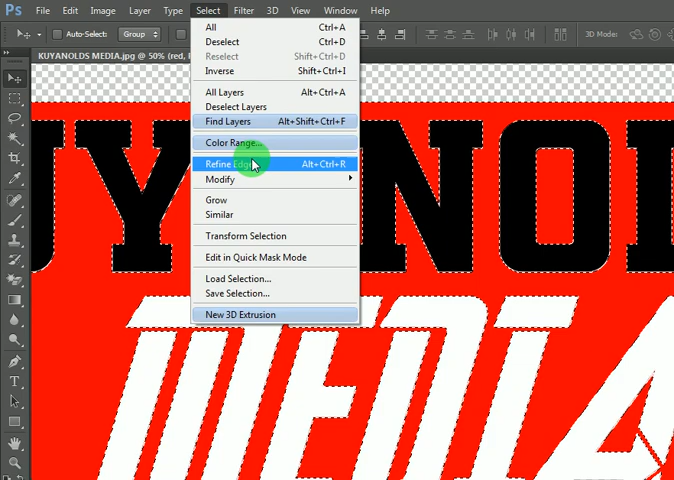 Ps File Edit Image Layer Type Select Filter 3D View Window Help
Auto-Select: Group 3D Mode:
KUYANOLDS MEDIA.jpg @ 50% (red,
All Ctrl+A
Deselect Ctrl+D
Reselect Shift+Ctrl+D
Inverse Shift+Ctrl+I
All Layers Alt+Ctrl+A
Deselect Layers
Find Layers Alt+Shift+Ctrl+F
Color Range...
Refine Edge... Alt+Ctrl+R
Modify
Grow
Similar
Transform Selection
Edit in Quick Mask Mode
Load Selection...
Save Selection...
New 3D Extrusion
UYANOL
MEDIA